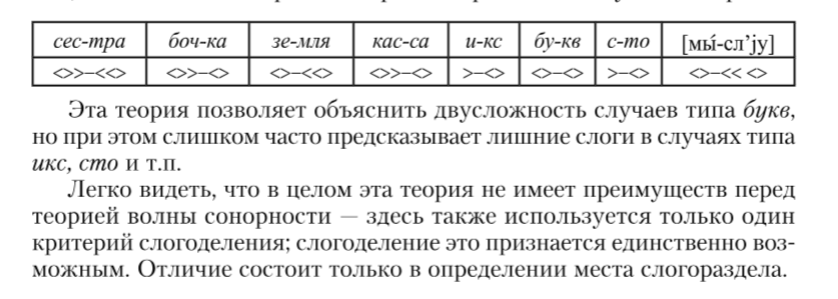 сес-тра боч-ка зе-мля кас-са и-кс бу-кв с-то [мы́-сл’jу]
<>>–<<> <>>–<> <>–<<> <>>–<> >–<> <>–<> >–<> <>–<< <>
Эта теория позволяет объяснить двусложность случаев типа букв,
но при этом слишком часто предсказывает лишние слоги в случаях типа
икс, сто и т.п.
Легко видеть, что в целом эта теория не имеет преимуществ перед
теорией волны сонорности — здесь также используется только один
критерий слогоделения; слогоделение это признается единственно воз-
можным. Отличие состоит только в определении места слогораздела.